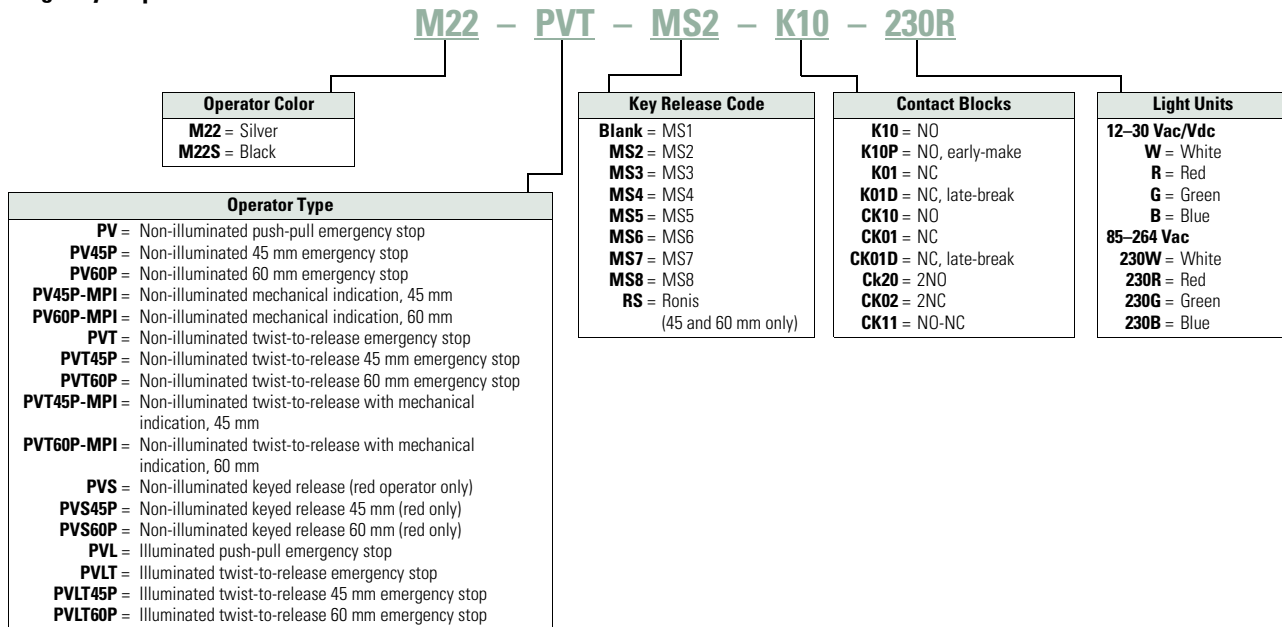 M22 – PVT – MS2 – K10 – 230R
Operator Color
M22 = Silver
M22S = Black
Operator Type
PV = Non-illuminated push-pull emergency stop
PV45P = Non-illuminated 45 mm emergency stop
PV60P = Non-illuminated 60 mm emergency stop
PV45P-MPI = Non-illuminated mechanical indication, 45 mm
PV60P-MPI = Non-illuminated mechanical indication, 60 mm
PVT = Non-illuminated twist-to-release emergency stop
PVT45P = Non-illuminated twist-to-release 45 mm emergency stop
PVT60P = Non-illuminated twist-to-release 60 mm emergency stop
PVT45P-MPI = Non-illuminated twist-to-release with mechanical
indication, 45 mm
PVT60P-MPI = Non-illuminated twist-to-release with mechanical
indication, 60 mm
PVS = Non-illuminated keyed release (red operator only)
PVS45P = Non-illuminated keyed release 45 mm (red only)
PVS60P = Non-illuminated keyed release 60 mm (red only)
PVL = Illuminated push-pull emergency stop
PVLT = Illuminated twist-to-release emergency stop
PVLT45P = Illuminated twist-to-release 45 mm emergency stop
PVLT60P = Illuminated twist-to-release 60 mm emergency stop
Key Release Code
Blank = MS1
MS2 = MS2
MS3 = MS3
MS4 = MS4
MS5 = MS5
MS6 = MS6
MS7 = MS7
MS8 = MS8
RS = Ronis
(45 and 60 mm only)
Contact Blocks
K10 = NO
K10P = NO, early-make
K01 = NC
K01D = NC, late-break
CK10 = NO
CK01 = NC
CK01D = NC, late-break
Ck20 = 2NO
CK02 = 2NC
CK11 = NO-NC
Light Units
12–30 Vac/Vdc
W = White
R = Red
G = Green
B = Blue
85–264 Vac
230W = White
230R = Red
230G = Green
230B = Blue